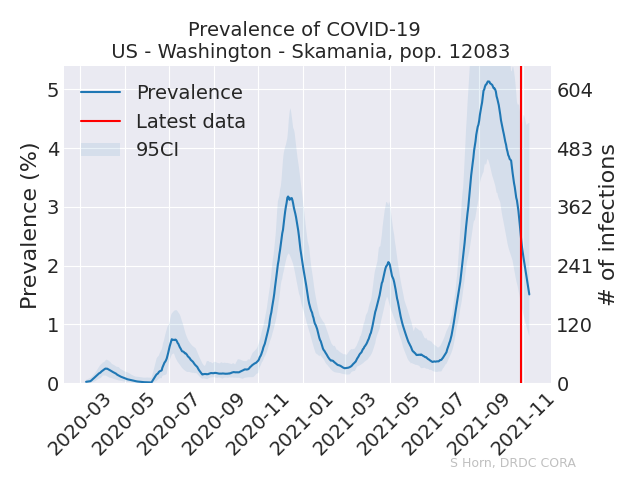 Prevalence of COVID-19
US - Washington - Skamania, pop. 12083
Prevalence
Latest data
95CI
Prevalence (%)
5
4
3
2
1
0
604
483
362
241
120
0
# of infections
2020-03
2020-05
2020-07
2020-09
2020-11
2021-01
2021-03
2021-05
2021-07
2021-09
2021-11
S Horn, DRDC CORA